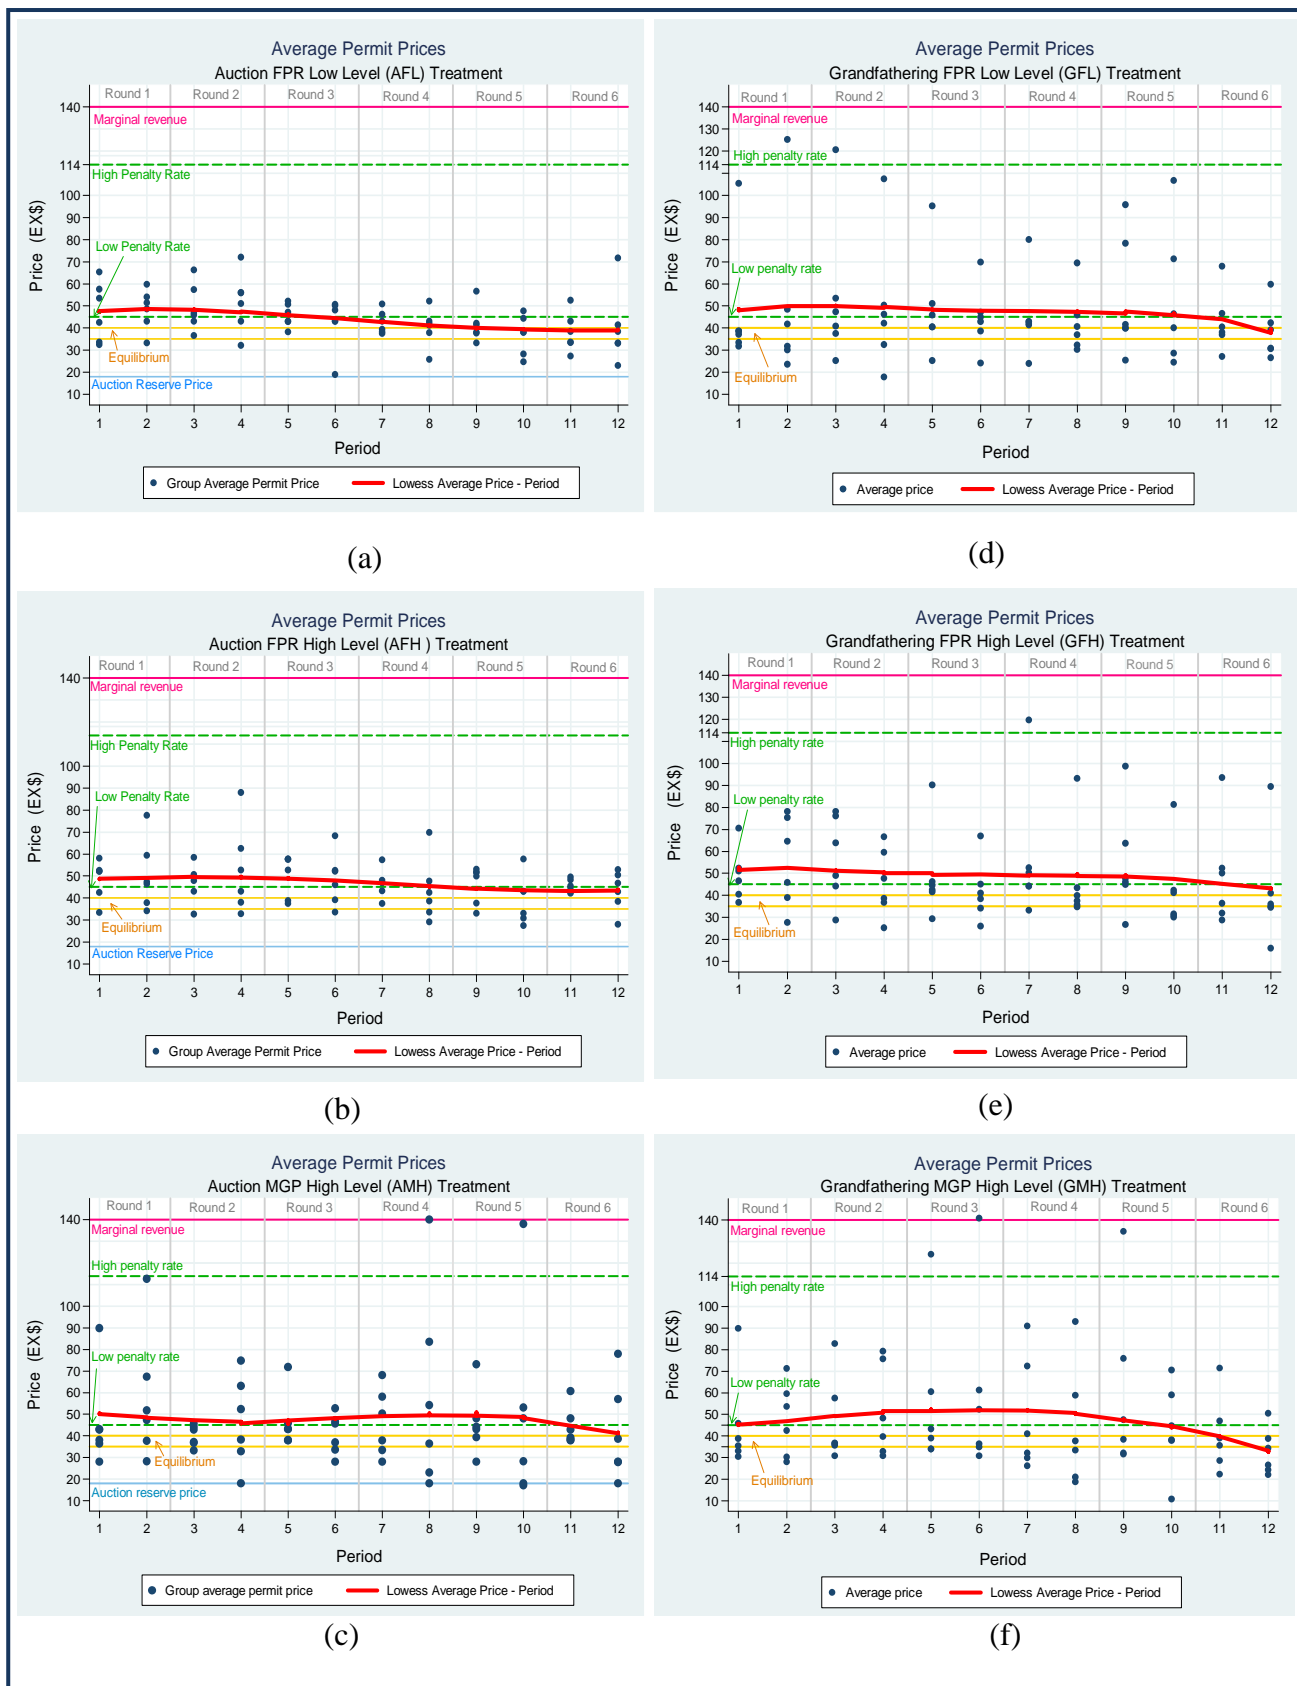 Average Permit Prices
Auction FPR Low Level (AFL) Treatment
Round 1 Round 2 Round 3 Round 4 Round 5 Round 6
140
Marginal revenue
114
High Penalty Rate
100
90
80
70
Low Penalty Rate
60
50
40
30
Equilibrium
20
Auction Reserve Price
10
Price (EX$)
1 2 3 4 5 6 7 8 9 10 11 12
Period
Group Average Permit Price Lowess Average Price - Period
(a)
Average Permit Prices
Grandfathering FPR Low Level (GFL) Treatment
Round 1 Round 2 Round 3 Round 4 Round 5 Round 6
140
Marginal revenue
130
120
High penalty rate
114
100
90
80
70
Low penalty rate
60
50
40
30
Equilibrium
20
10
Price (EX$)
1 2 3 4 5 6 7 8 9 10 11 12
Period
Average price Lowess Average Price - Period
(d)
Average Permit Prices
Auction FPR High Level (AFH ) Treatment
Round 1 Round 2 Round 3 Round 4 Round 5 Round 6
140
Marginal revenue
High Penalty Rate
100
90
80
Low Penalty Rate
70
60
50
40
30
Equilibrium
20
Auction Reserve Price
10
Price (EX$)
1 2 3 4 5 6 7 8 9 10 11 12
Period
Group Average Permit Price Lowess Average Price - Period
(b)
Average Permit Prices
Grandfathering FPR High Level (GFH) Treatment
Round 1 Round 2 Round 3 Round 4 Round 5 Round 6
140
Marginal revenue
130
120
114
High penalty rate
100
90
80
Low penalty rate
70
60
50
40
30
Equilibrium
20
10
Price (EX$)
1 2 3 4 5 6 7 8 9 10 11 12
Period
Average price Lowess Average Price - Period
(e)
Average Permit Prices
Auction MGP High Level (AMH) Treatment
Round 1 Round 2 Round 3 Round 4 Round 5 Round 6
140
Marginal revenue
High penalty rate
114
100
90
80
Low penalty rate
70
60
50
40
30
Equilibrium
20
Auction reserve price
10
Price (EX$)
1 2 3 4 5 6 7 8 9 10 11 12
Period
Group average permit price Lowess Average Price - Period
(c)
Average Permit Prices
Grandfathering MGP High Level (GMH) Treatment
Round 1 Round 2 Round 3 Round 4 Round 5 Round 6
140
Marginal revenue
114
High penalty rate
100
90
80
70
60
Low penalty rate
50
40
30
Equilibrium
20
10
Price (EX$)
1 2 3 4 5 6 7 8 9 10 11 12
Period
Average price Lowess Average Price - Period
(f)